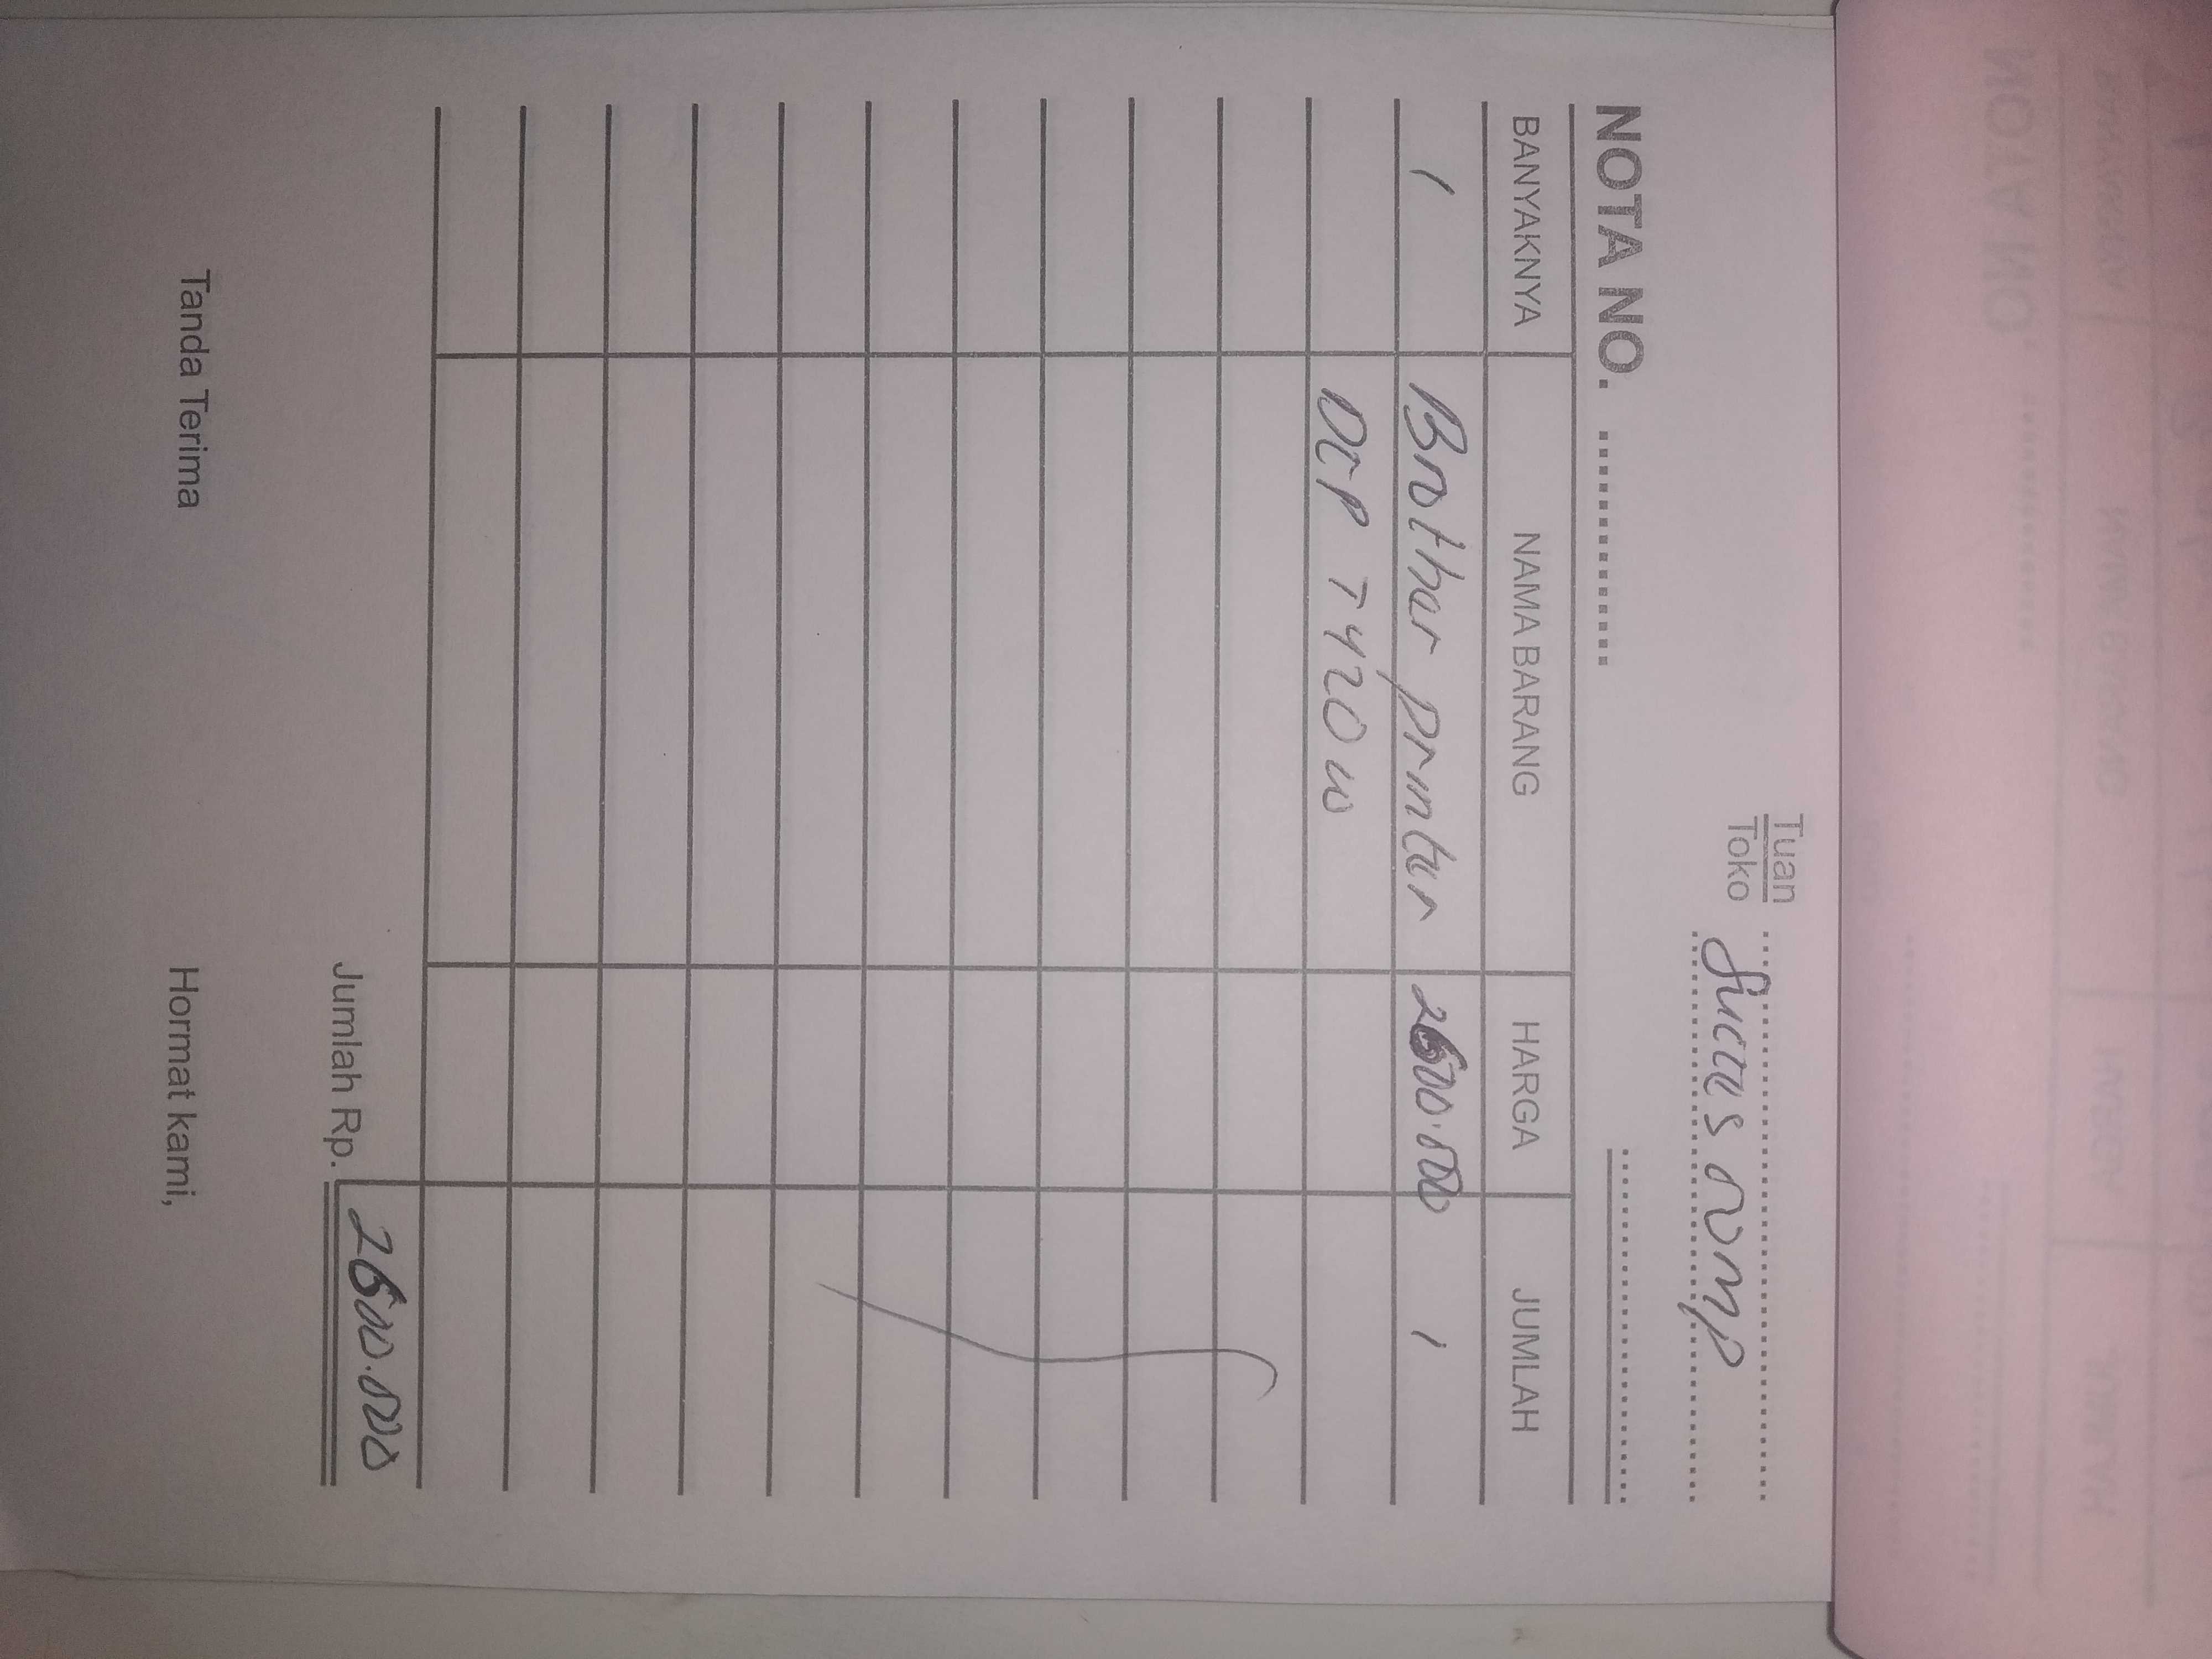 Tuan
Toko Sucses comp
NOTA NO. ...............
BANYAKNYA NAMA BARANG HARGA JUMLAH
1 Brother printer 2600.000 1
DCP T420W
Jumlah Rp. 2600.000
Tanda Terima Hormat kami,